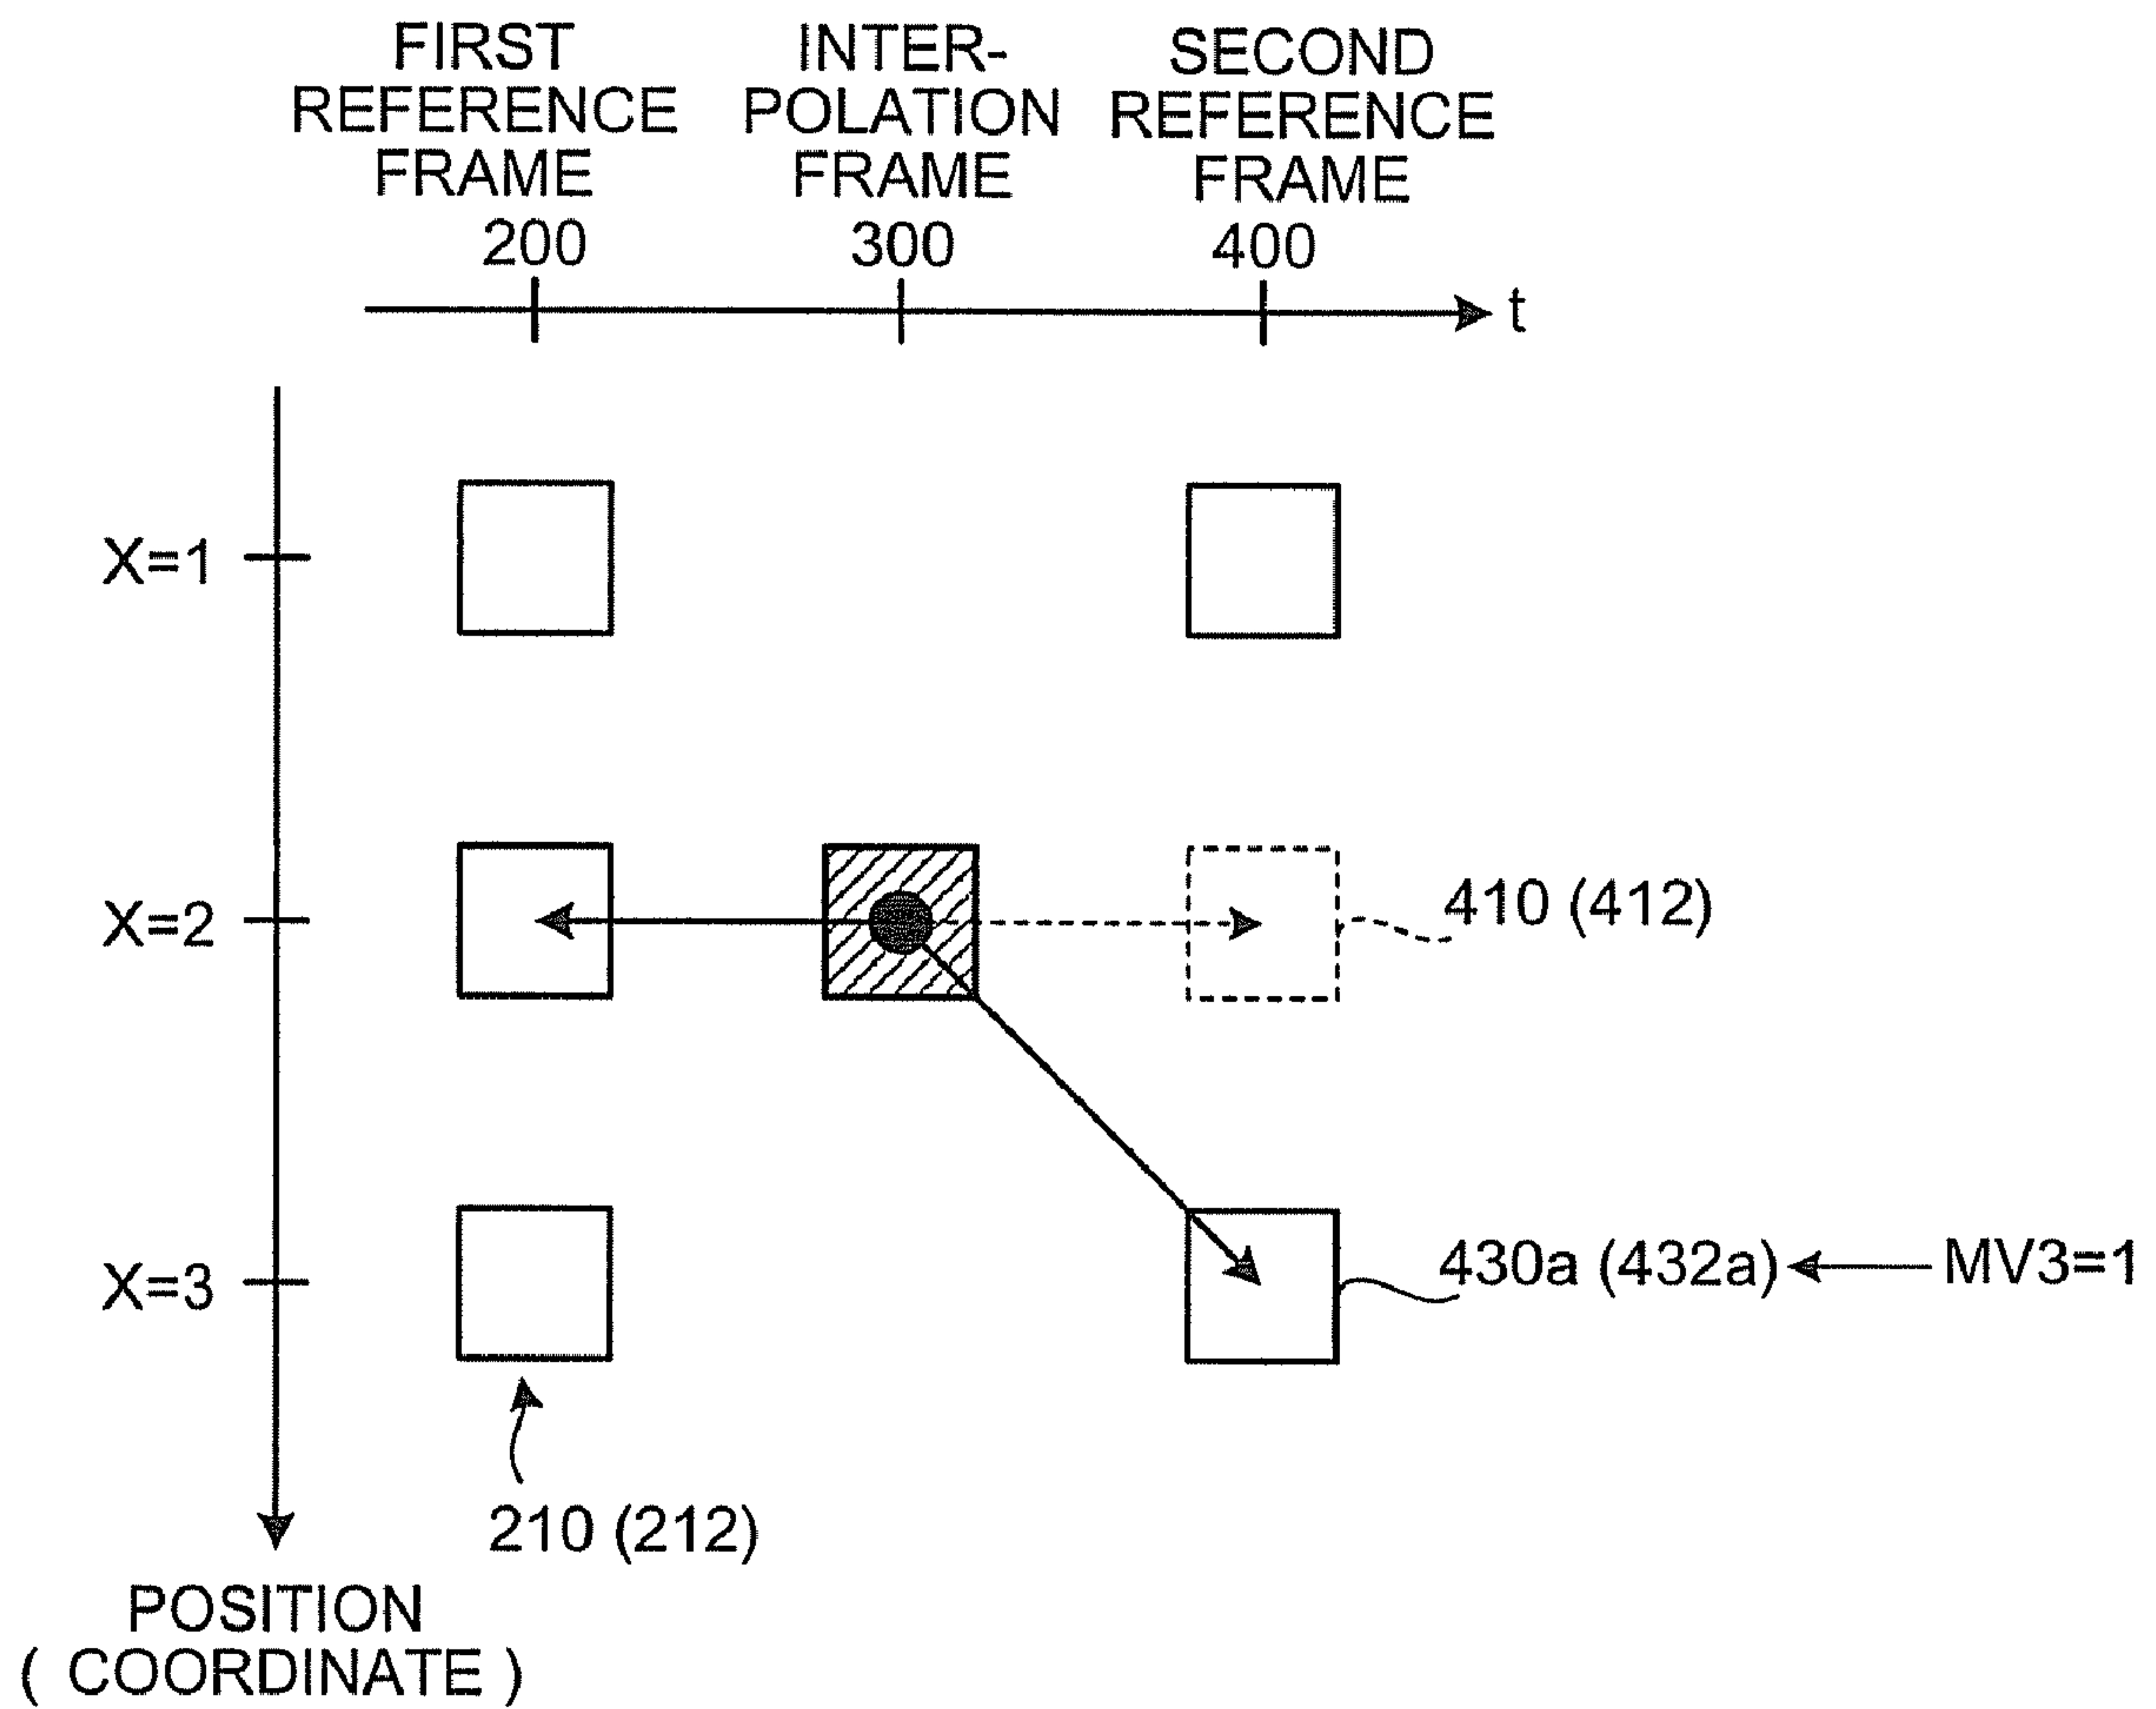 FIRST
REFERENCE
FRAME
200
INTER-
POLATION
FRAME
300
SECOND
REFERENCE
FRAME
400
t
X=1
X=2
410 (412)
X=3
430a (432a)
MV3=1
210 (212)
POSITION
( COORDINATE )